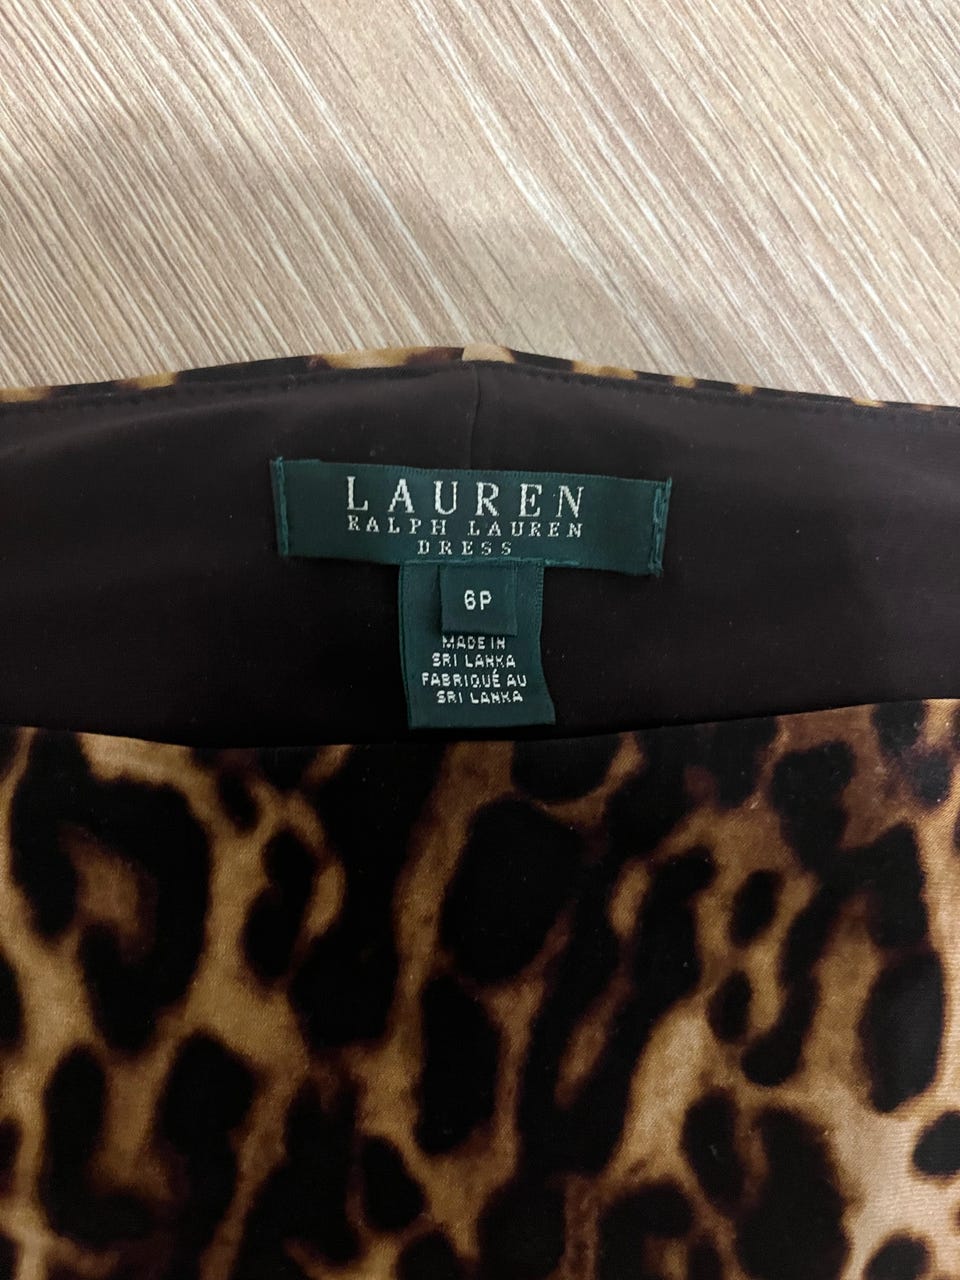 LAUREN
RALPH LAUREN
DRESS
6P
MADE IN
SRI LANKA
FABRIQUÉ AU
SRI LANKA